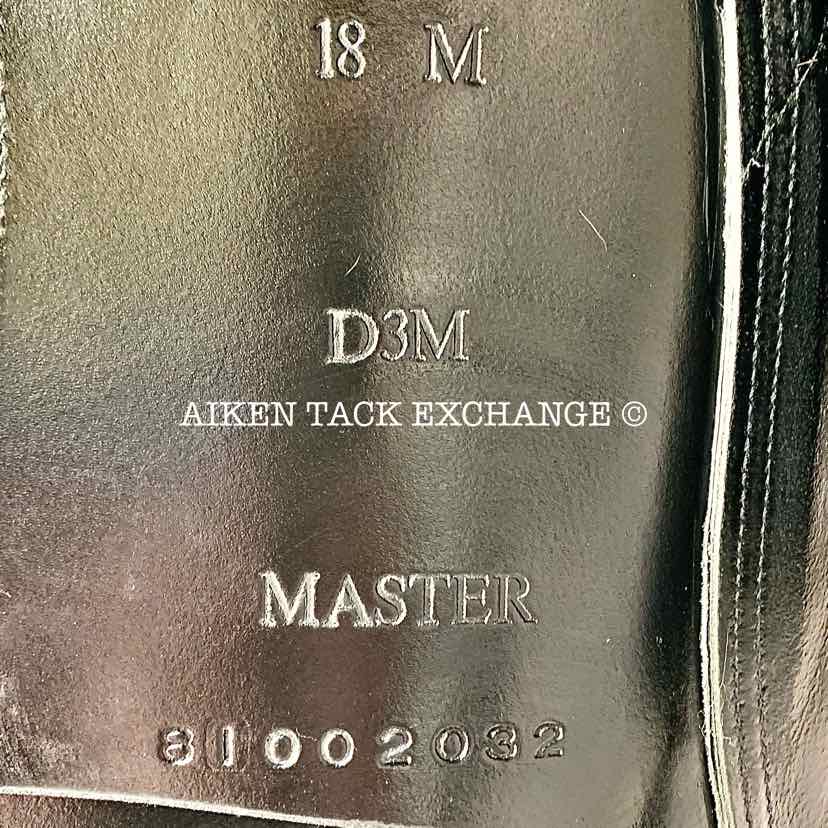 18 M
D3M
AIKEN TACK EXCHANGE ©
MASTER
81002032